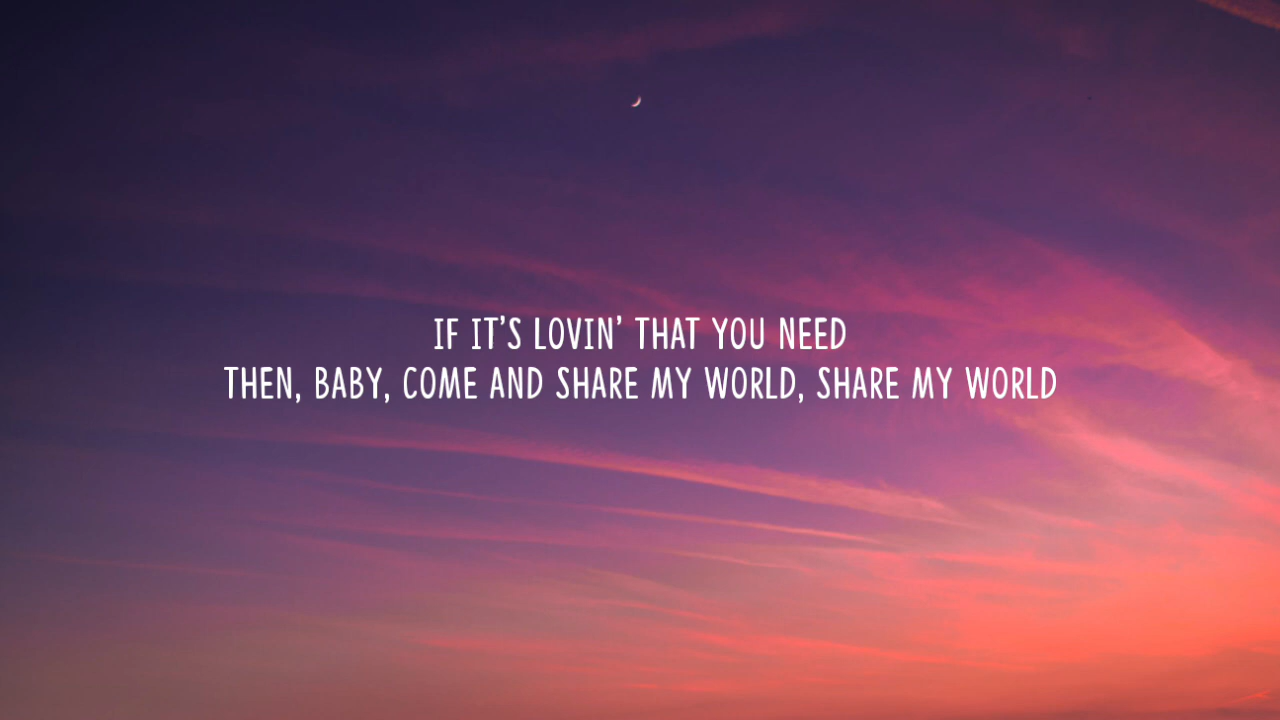 IF IT'S LOVIN' THAT YOU NEED
THEN, BABY, COME AND SHARE MY WORLD, SHARE MY WORLD